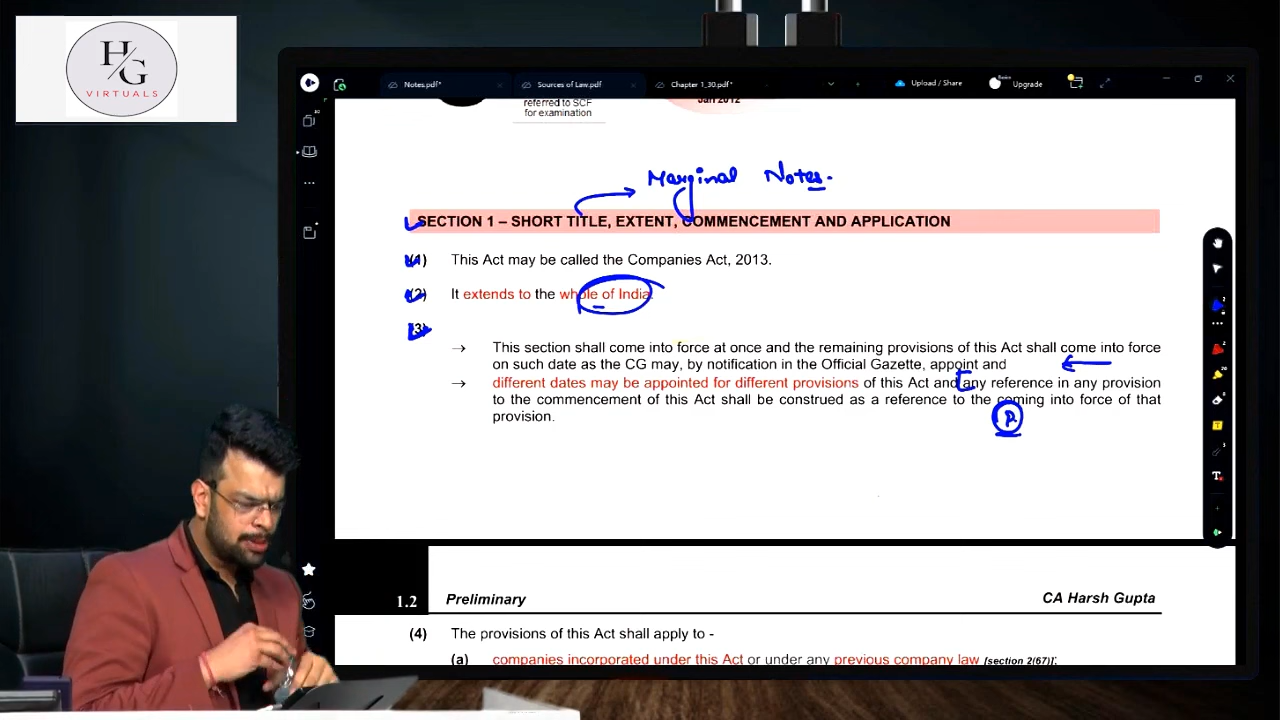 H/G
VIRTUALS
Notes.pdf*
Sources of Law.pdf
Chapter 1_30.pdf*
Upload / Share
Basic
Upgrade
referred to SCF
for examination
Jan 2012
Marginal Notes.
SECTION 1 – SHORT TITLE, EXTENT, COMMENCEMENT AND APPLICATION
(1) This Act may be called the Companies Act, 2013.
(2) It extends to the whole of India.
(3)
→ This section shall come into force at once and the remaining provisions of this Act shall come into force
on such date as the CG may, by notification in the Official Gazette, appoint and
→ different dates may be appointed for different provisions of this Act and any reference in any provision
to the commencement of this Act shall be construed as a reference to the coming into force of that
provision.
P.
1.2 Preliminary CA Harsh Gupta
(4) The provisions of this Act shall apply to -
(a) companies incorporated under this Act or under any previous company law [section 2(67)];